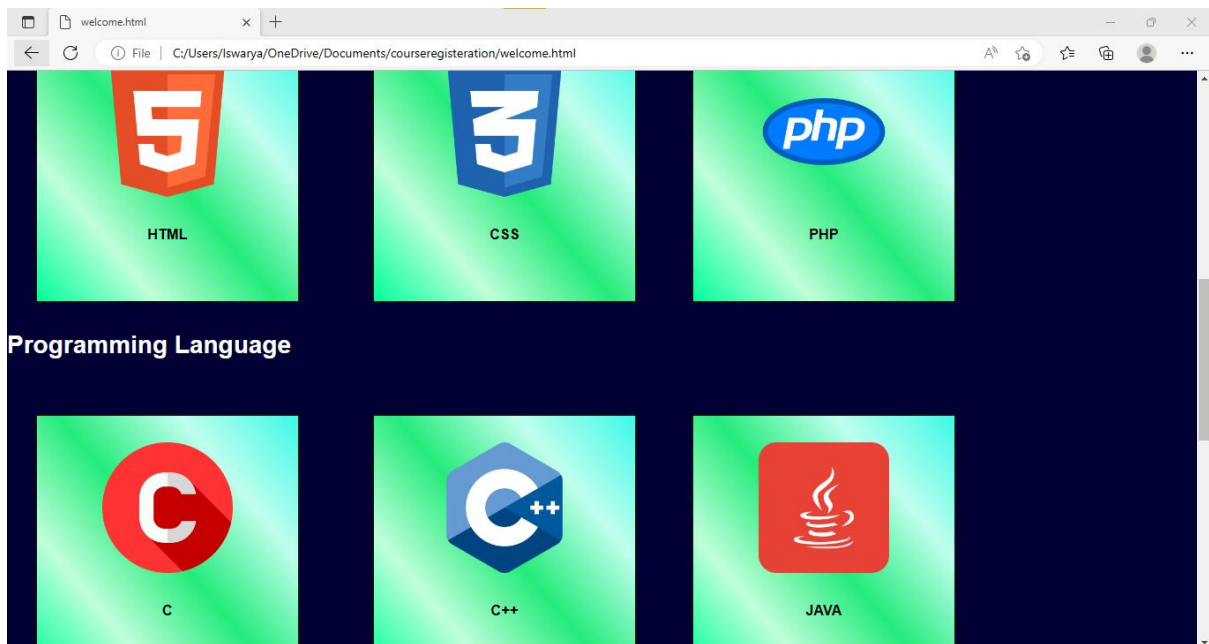 welcome.html
File C:/Users/Iswarya/OneDrive/Documents/courseregisteration/welcome.html
5 3 php
HTML CSS PHP
Programming Language
C C++
C C++ JAVA